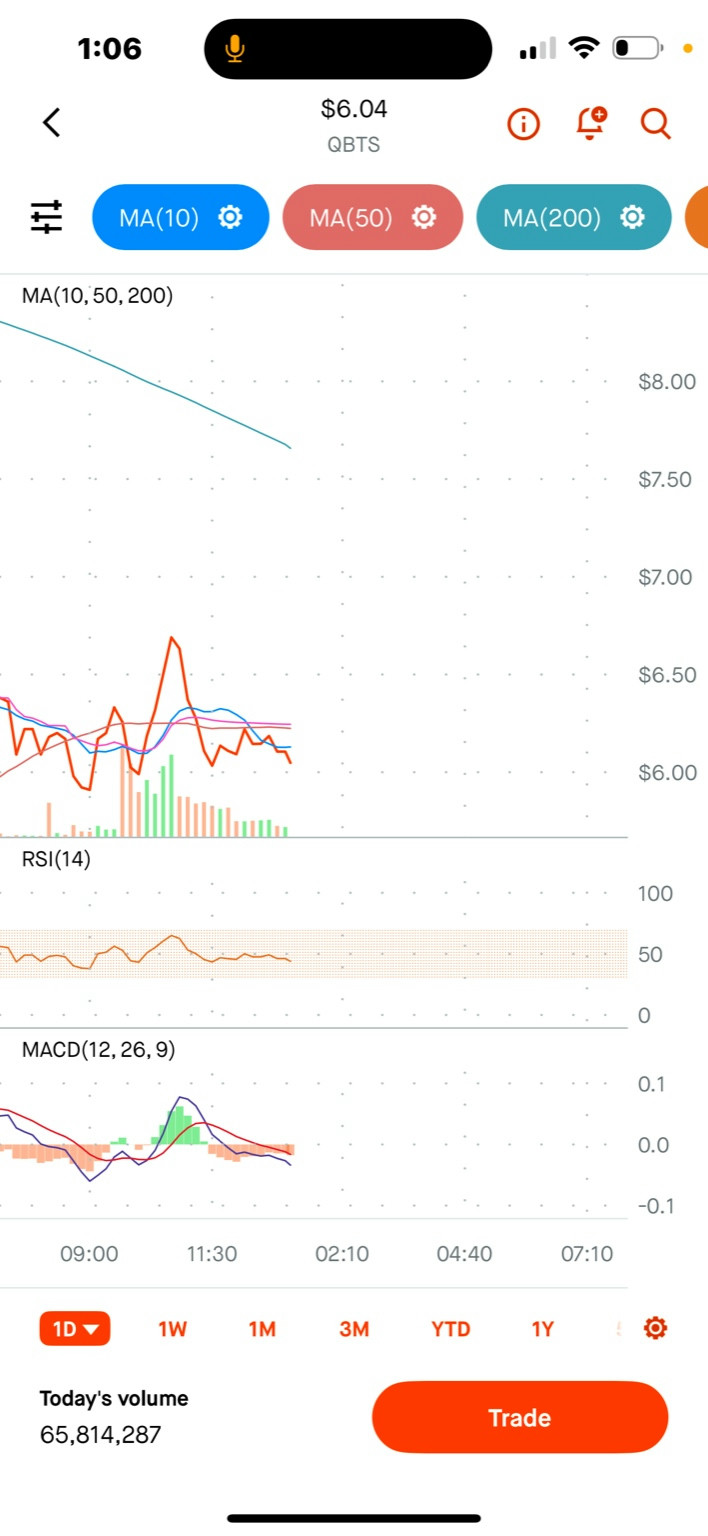 1:06
$6.04
QBTS
MA(10) MA(50) MA(200)
MA(10, 50, 200)
$8.00
$7.50
$7.00
$6.50
$6.00
RSI(14)
100
50
0
MACD(12, 26, 9)
0.1
0.0
-0.1
09:00 11:30 02:10 04:40 07:10
1D 1W 1M 3M YTD 1Y
Today's volume
65,814,287
Trade